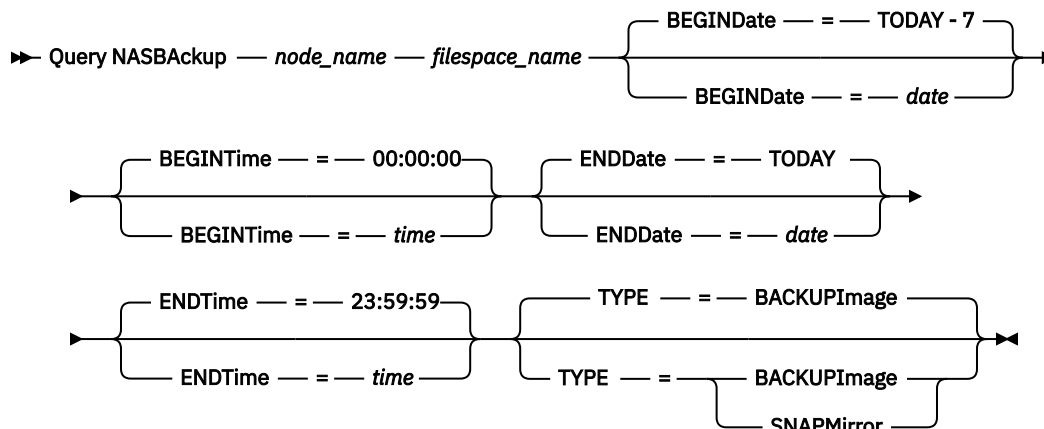 BEGINDate = TODAY - 7
Query NASBAckup node_name filespace_name
BEGINDate = date
BEGINTime = 00:00:00 ENDDate = TODAY
BEGINTime = time ENDDate = date
ENDTime = 23:59:59 TYPE = BACKUPImage
ENDTime = time TYPE = BACKUPImage
SNAPMirror